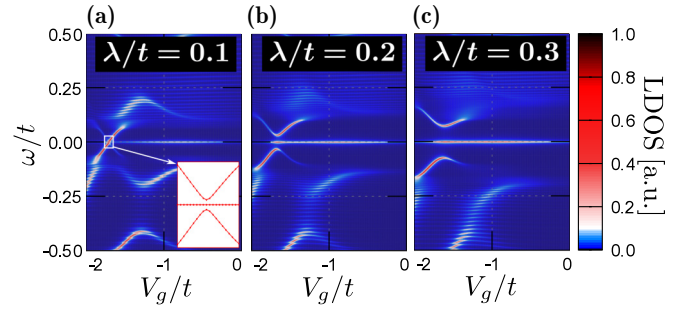 (a) (b) (c)
λ/t = 0.1 λ/t = 0.2 λ/t = 0.3
0.50
0.25
0.00
-0.25
-0.50
ω/t
-2 -1 0
-2 -1 0
-2 -1 0
V_g/t V_g/t V_g/t
1.0
0.8
0.6
0.4
0.2
0.0
LDOS [a.u.]